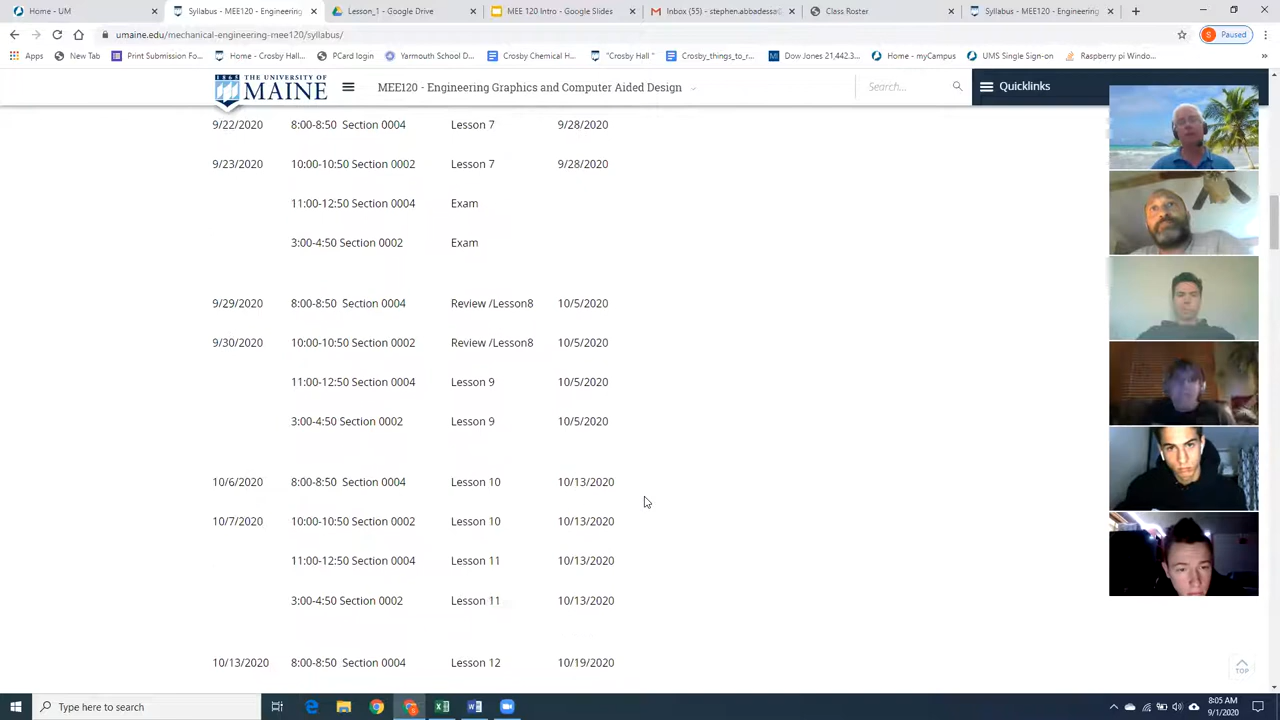 Home - UM
Syllabus - MEE120 - Engineering
Lesson_1 - Google Drive
MEE 120 Intro - Google Slides
Inbox (55) - stephen.abbadessa@
Class Roster
Syllabus - MEE120 - Engineering
umaine.edu/mechanical-engineering-mee120/syllabus/
S Paused
Apps New Tab Print Submission Fo... PCard login Yarmouth School D... "Crosby Hall " Crosby Chemical H... Crosby_things_to_r... Dow Jones 21,442.3... Home - myCampus UMS Single Sign-on Raspberry pi Windo...
1865 THE UNIVERSITY OF
MAINE
MEE120 - Engineering Graphics and Computer Aided Design
Search...
Quicklinks
9/22/2020 8:00-8:50 Section 0004 Lesson 7 9/28/2020
9/23/2020 10:00-10:50 Section 0002 Lesson 7 9/28/2020
11:00-12:50 Section 0004 Exam
3:00-4:50 Section 0002 Exam
9/29/2020 8:00-8:50 Section 0004 Review /Lesson8 10/5/2020
9/30/2020 10:00-10:50 Section 0002 Review /Lesson8 10/5/2020
11:00-12:50 Section 0004 Lesson 9 10/5/2020
3:00-4:50 Section 0002 Lesson 9 10/5/2020
10/6/2020 8:00-8:50 Section 0004 Lesson 10 10/13/2020
10/7/2020 10:00-10:50 Section 0002 Lesson 10 10/13/2020
11:00-12:50 Section 0004 Lesson 11 10/13/2020
3:00-4:50 Section 0002 Lesson 11 10/13/2020
10/13/2020 8:00-8:50 Section 0004 Lesson 12 10/19/2020
TOP
Type here to search
8:05 AM
9/1/2020